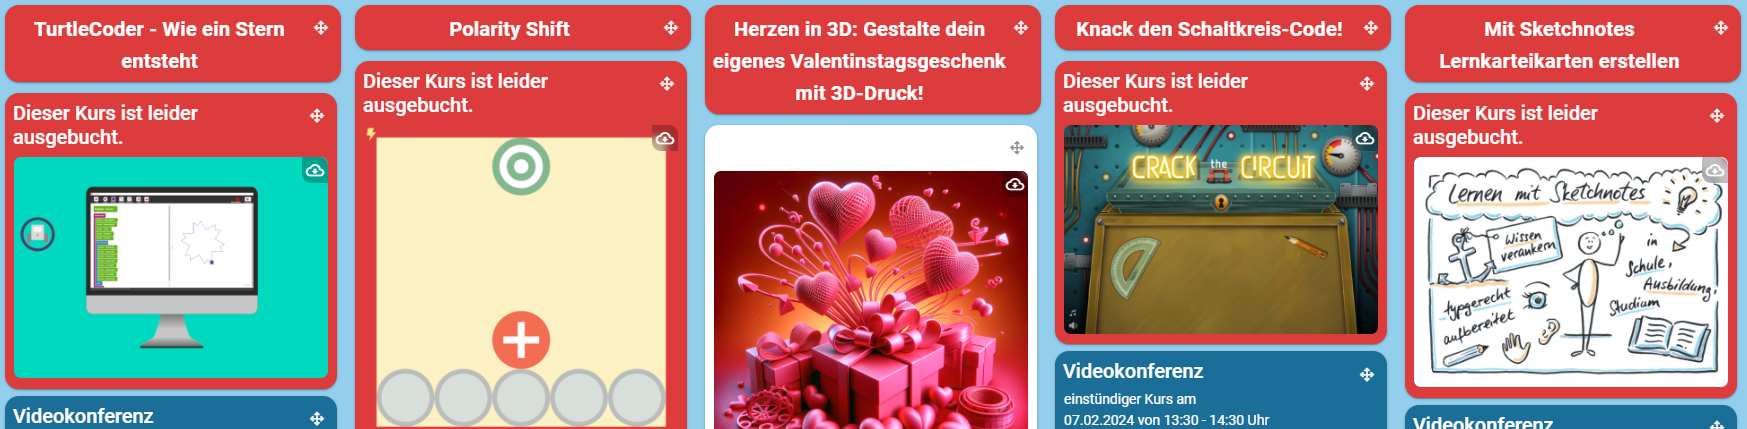 TurtleCoder - Wie ein Stern
entsteht
Dieser Kurs ist leider
ausgebucht.
Videokonferenz
Polarity Shift
Dieser Kurs ist leider
ausgebucht.
Herzen in 3D: Gestalte dein
eigenes Valentinstagsgeschenk
mit 3D-Druck!
Knack den Schaltkreis-Code!
Dieser Kurs ist leider
ausgebucht.
CRACK the CIRCUIT
Videokonferenz
einstündiger Kurs am
07.02.2024 von 13:30 - 14:30 Uhr
Mit Sketchnotes
Lernkarteikarten erstellen
Dieser Kurs ist leider
ausgebucht.
Lernen mit Sketchnotes
Wissen
verankern
in
Schule,
Ausbildung,
Studium
typgerecht
aufbereitet
Videokonferenz